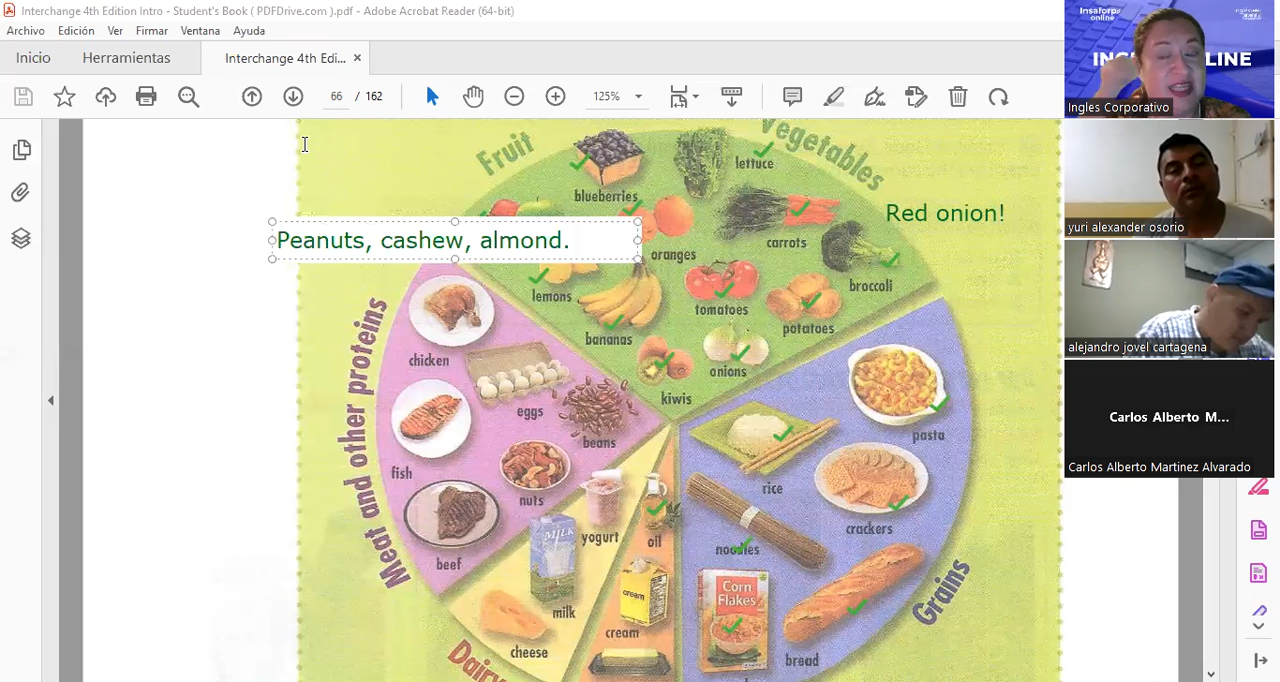 Interchange 4th Edition Intro - Student's Book ( PDFDrive.com ).pdf - Adobe Acrobat Reader (64-bit)
Archivo Edición Ver Firmar Ventana Ayuda
Inicio Herramientas Interchange 4th Edi... ×
66 / 162 125%
Fruit
Vegetables
blueberries
lettuce
Red onion!
Peanuts, cashew, almond.
oranges
carrots
broccoli
lemons
tomatoes
potatoes
bananas
onions
kiwis
Meat and other proteins
chicken
eggs
beans
fish
nuts
beef
pasta
rice
crackers
noodles
Grains
Corn
Flakes
bread
yogurt
oil
MILK
milk
cream
cream
cheese
Dairy
Insaforp
online
INGLES ONLINE
Ingles Corporativo
yuri alexander osorio
alejandro jovel cartagena
Carlos Alberto M...
Carlos Alberto Martinez Alvarado